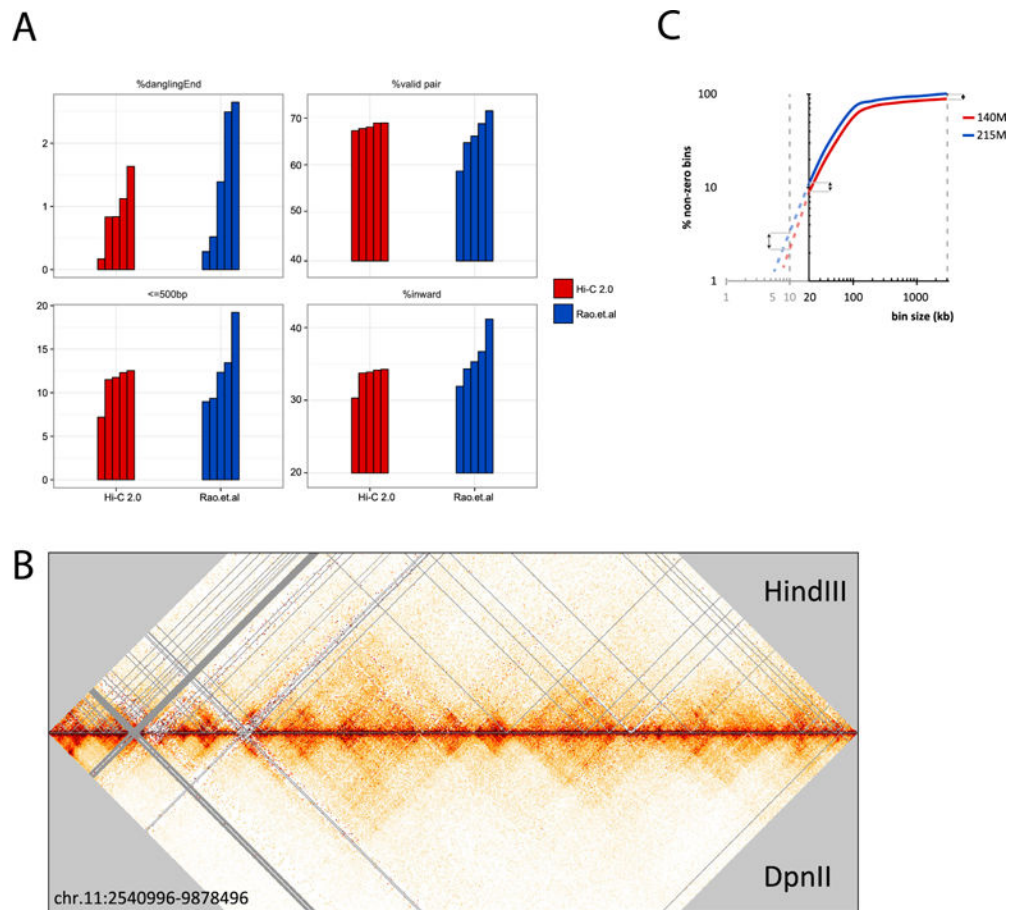 A
%danglingEnd
%valid pair
2
1
0
70
60
50
40
<=500bp
%inward
20
15
10
5
0
40
30
20
Hi-C 2.0
Rao.et.al
Hi-C 2.0
Rao.et.al
Hi-C 2.0
Rao.et.al
C
% non-zero bins
100
10
1
1
5
10
20
100
1000
bin size (kb)
140M
215M
B
HindIII
DpnII
chr.11:2540996-9878496